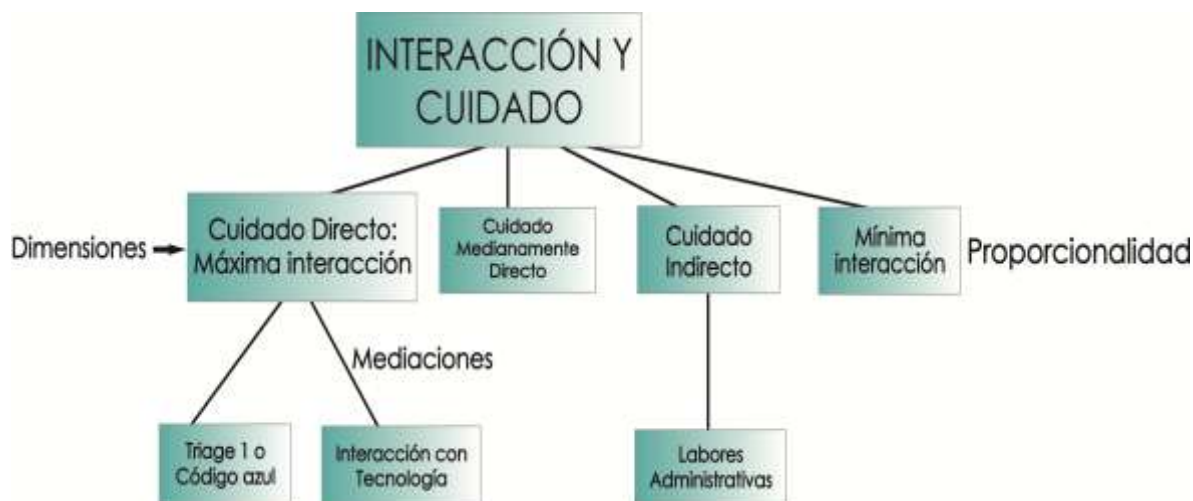 INTERACCIÓN Y
CUIDADO
Dimensiones
Cuidado Directo:
Máxima interacción
Cuidado
Medianamente
Directo
Cuidado
Indirecto
Mínima
interacción
Proporcionalidad
Mediaciones
Triage 1 o
Código azul
Interacción con
Tecnología
Labores
Administrativas